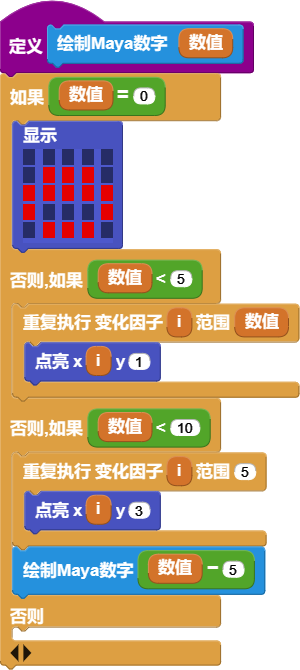 定义 绘制Maya数字 数值
如果 数值 = 0
显示
否则,如果 数值 < 5
重复执行 变化因子 i 范围 数值
点亮 x i y 1
否则,如果 数值 < 10
重复执行 变化因子 i 范围 5
点亮 x i y 3
绘制Maya数字 数值 - 5
否则